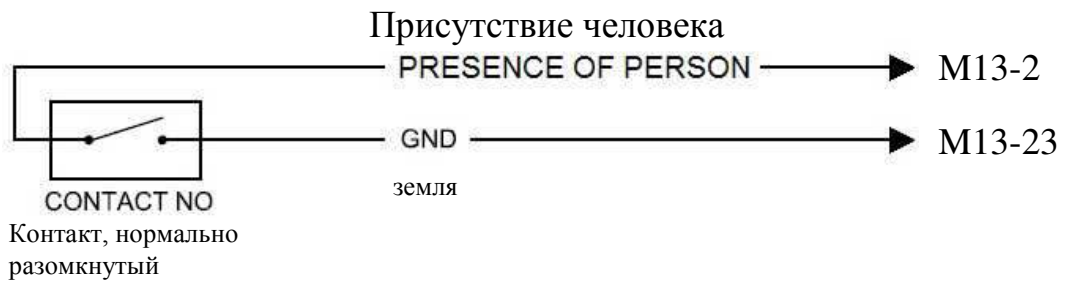 Присутствие человека
PRESENCE OF PERSON
M13-2
GND
M13-23
земля
CONTACT NO
Контакт, нормально
разомкнутый